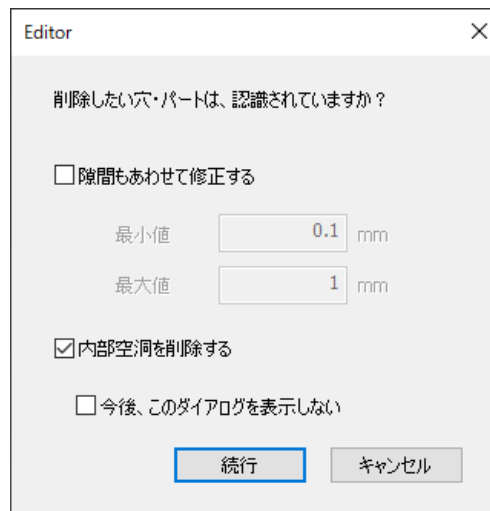 Editor
削除したい穴・パートは、認識されていますか？
隙間もあわせて修正する
最小値 0.1 mm
最大値 1 mm
内部空洞を削除する
今後、このダイアログを表示しない
続行 キャンセル